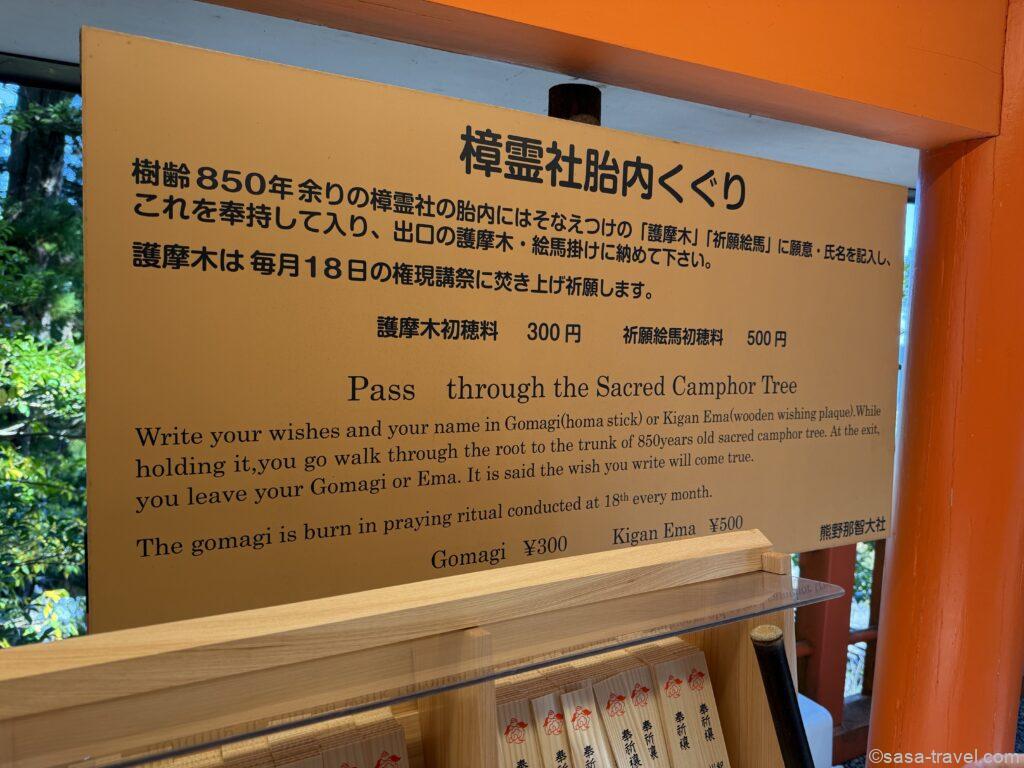 樟霊社胎内くぐり
樹齢850年余りの樟霊社の胎内にはそなえつけの「護摩木」「祈願絵馬」に願意・氏名を記入し、
これを奉持して入り、出口の護摩木・絵馬掛けに納めて下さい。
護摩木は毎月18日の権現講祭に焚き上げ祈願します。
護摩木初穂料 300円 祈願絵馬初穂料 500円
Pass through the Sacred Camphor Tree
Write your wishes and your name in Gomagi(homa stick) or Kigan Ema(wooden wishing plaque).While
holding it,you go walk through the root to the trunk of 850years old sacred camphor tree. At the exit,
you leave your Gomagi or Ema. It is said the wish you write will come true.
The gomagi is burn in praying ritual conducted at 18th every month.
Gomagi ¥300 Kigan Ema ¥500
熊野那智大社
奉祈禳
奉祈禳
奉祈禳
©sasa-travel.com